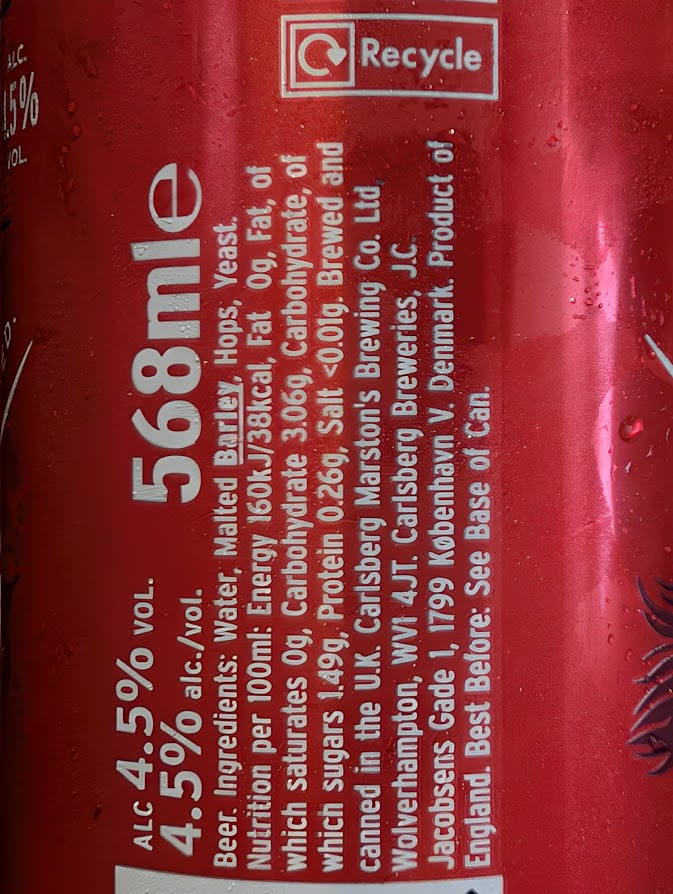 ALC 4.5% VOL.
4.5% alc./vol.
568mle
Beer. Ingredients: Water, Malted Barley, Hops, Yeast.
Nutrition per 100ml: Energy 160kJ/38kcal, Fat 0g, Fat, of
which saturates 0g, Carbohydrate 3.06g, Carbohydrate, of
which sugars 1.49g, Protein 0.26g, Salt <0.01g. Brewed and
canned in the U.K. Carlsberg Marston's Brewing Co. Ltd,
Wolverhampton, WV1 4JT. Carlsberg Breweries, J.C.
Jacobsens Gade 1, 1799 København V. Denmark. Product of
England. Best Before: See Base of Can.
Recycle
ALC.
VOL.